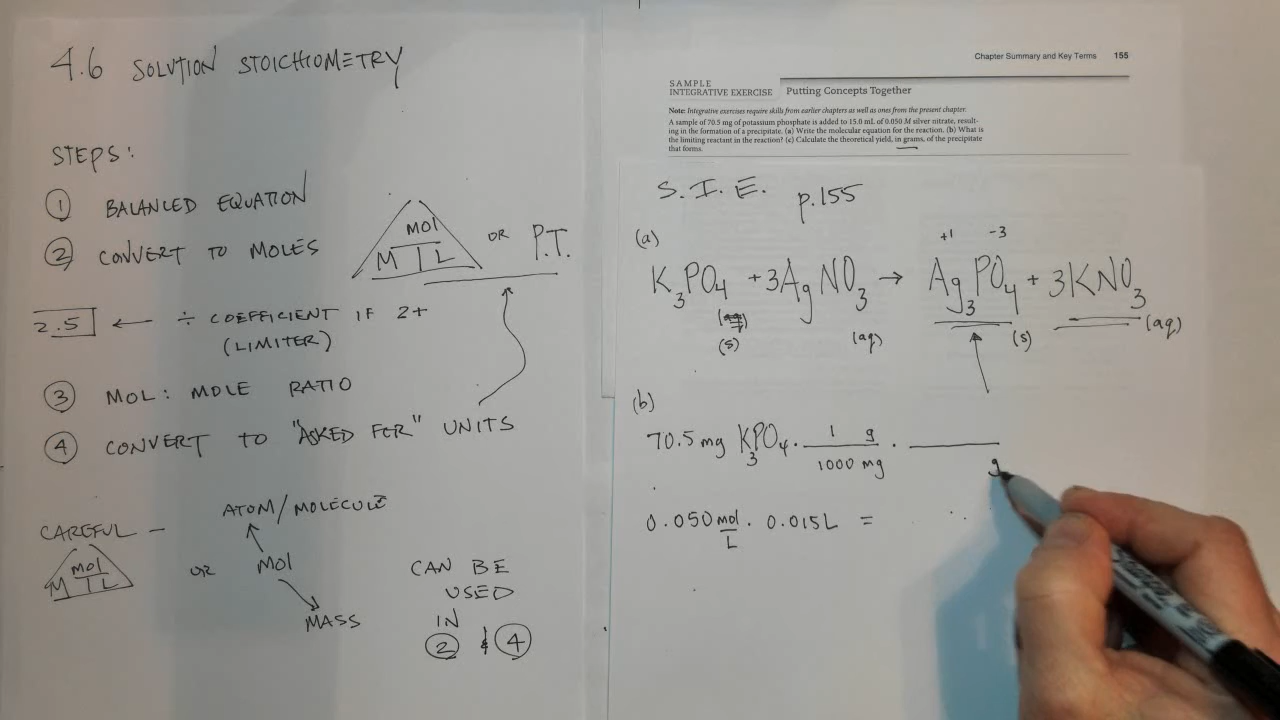 4.6 SOLUTION STOICHIOMETRY
STEPS:
① BALANCED EQUATION
② CONVERT TO MOLES
mol
M L
OR P.T.
2.5 ← ÷ COEFFICIENT IF 2+
(LIMITER)
③ MOL: MOLE RATIO
④ CONVERT TO "ASKED FOR" UNITS
CAREFUL —
mol
M L
OR
ATOM/MOLECULE
Mol
MASS
CAN BE
USED
IN
② & ④
Chapter Summary and Key Terms 155
SAMPLE
INTEGRATIVE EXERCISE Putting Concepts Together
Note: Integrative exercises require skills from earlier chapters as well as ones from the present chapter.
A sample of 70.5 mg of potassium phosphate is added to 15.0 mL of 0.050 M silver nitrate, result-
ing in the formation of a precipitate. (a) Write the molecular equation for the reaction. (b) What is
the limiting reactant in the reaction? (c) Calculate the theoretical yield, in grams, of the precipitate
that forms.
S.I.E. p.155
(a)
+1 -3
K₃PO₄ + 3AgNO₃ → Ag₃PO₄ + 3KNO₃
(s) (aq) (s) (aq)
(b)
70.5 mg K₃PO₄ · 1 g / 1000 mg · ___ / g
0.050 mol/L · 0.015L =